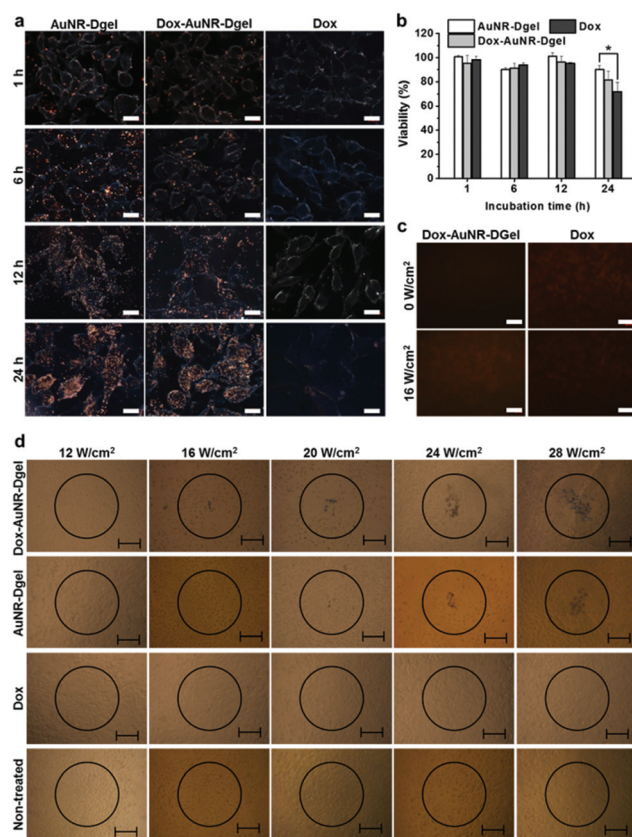 a
AuNR-Dgel Dox-AuNR-Dgel Dox
1 h
6 h
12 h
24 h
b
AuNR-Dgel Dox
Dox-AuNR-Dgel
*
Viability (%)
120
100
80
60
40
20
0
1 6 12 24
Incubation time (h)
c
Dox-AuNR-DGel Dox
0 W/cm²
16 W/cm²
d
12 W/cm² 16 W/cm² 20 W/cm² 24 W/cm² 28 W/cm²
Dox-AuNR-Dgel
AuNR-Dgel
Dox
Non-treated